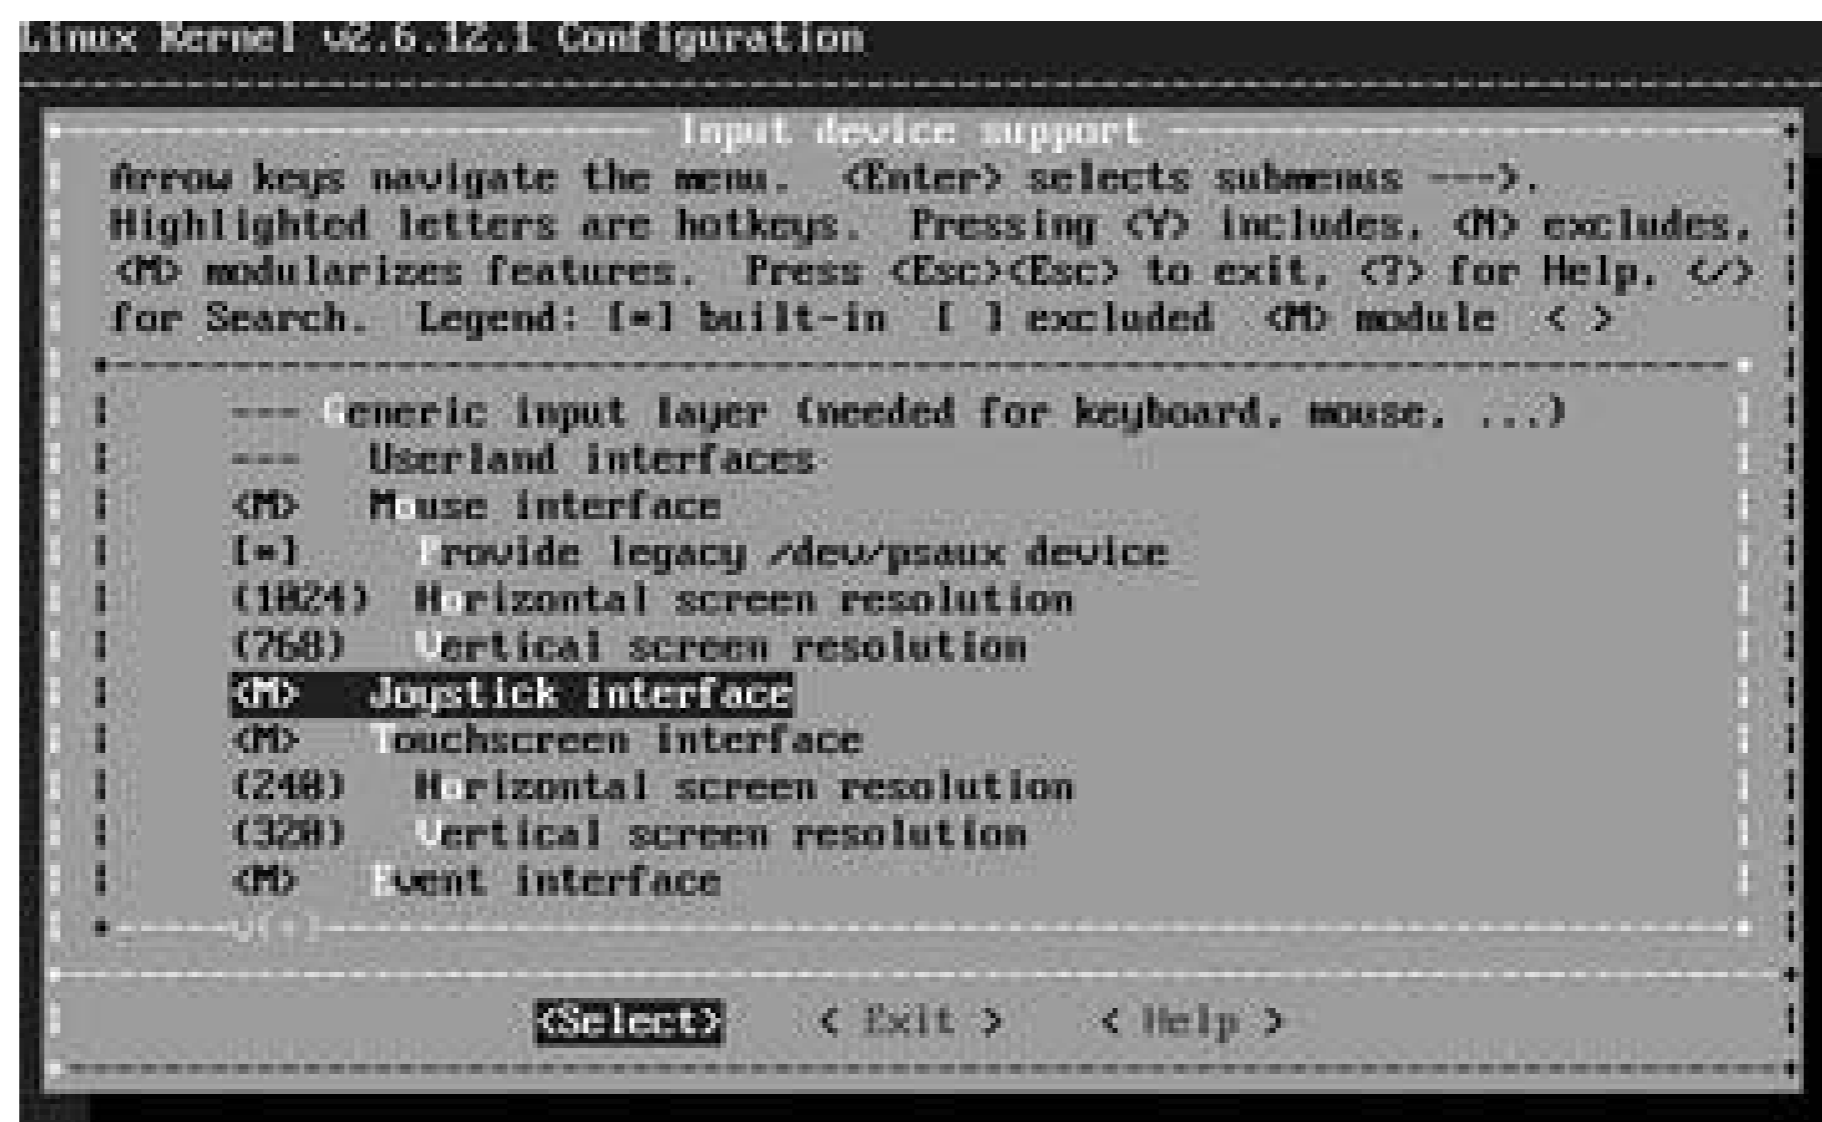 Linux Kernel v2.6.12.1 Configuration
Input device support
Arrow keys navigate the menu. <Enter> selects submenus --->.
Highlighted letters are hotkeys. Pressing <Y> includes, <N> excludes,
<M> modularizes features. Press <Esc><Esc> to exit, <?> for Help, </>
for Search. Legend: [*] built-in [ ] excluded <M> module < >
--- Generic input layer (needed for keyboard, mouse, ...)
--- Userland interfaces
<M> Mouse interface
[*] Provide legacy /dev/psaux device
(1024) Horizontal screen resolution
(768) Vertical screen resolution
<M> Joystick interface
<M> Touchscreen interface
(240) Horizontal screen resolution
(320) Vertical screen resolution
<M> Event interface
v(+)
<Select> < Exit > < Help >